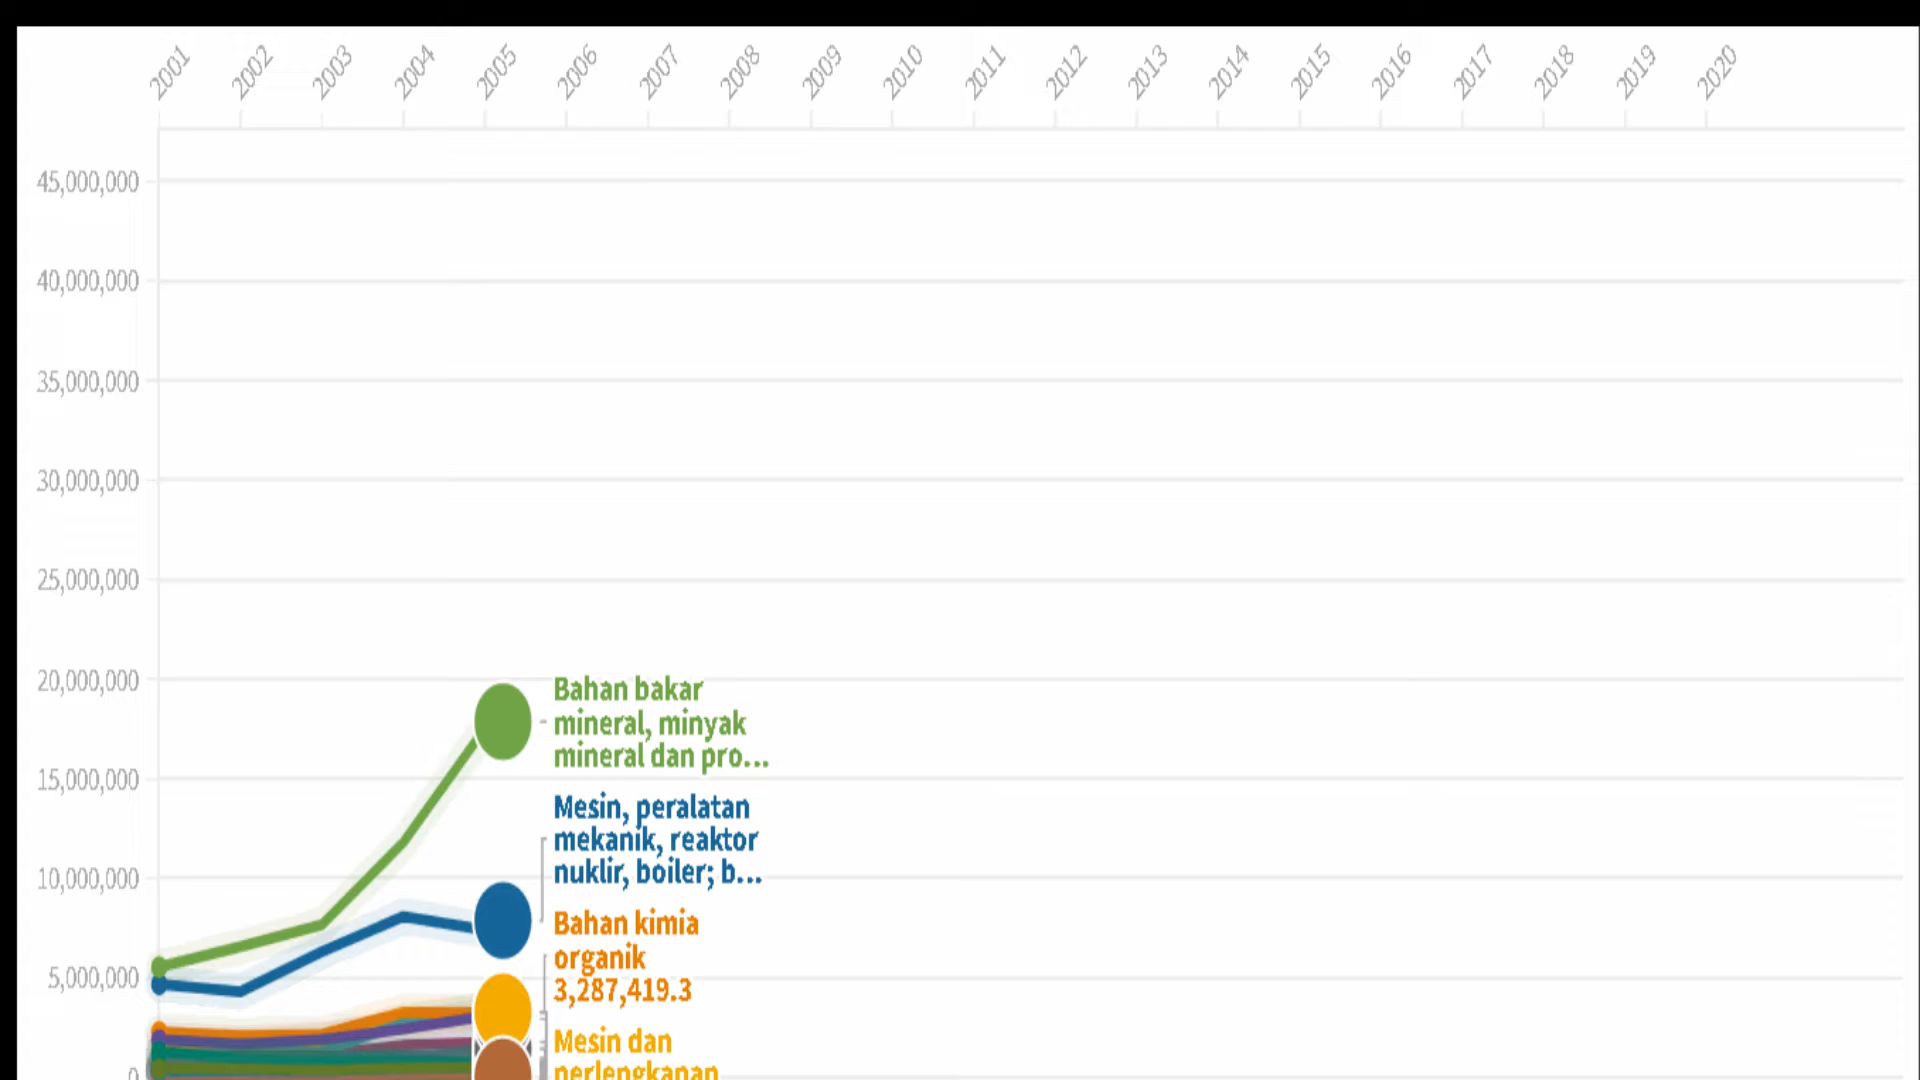 2001 2002 2003 2004 2005 2006 2007 2008 2009 2010 2011 2012 2013 2014 2015 2016 2017 2018 2019 2020
45,000,000
40,000,000
35,000,000
30,000,000
25,000,000
20,000,000
15,000,000
10,000,000
5,000,000
0
Bahan bakar
mineral, minyak
mineral dan pro...
Mesin, peralatan
mekanik, reaktor
nuklir, boiler; b...
Bahan kimia
organik
3,287,419.3
Mesin dan
perlengkapan